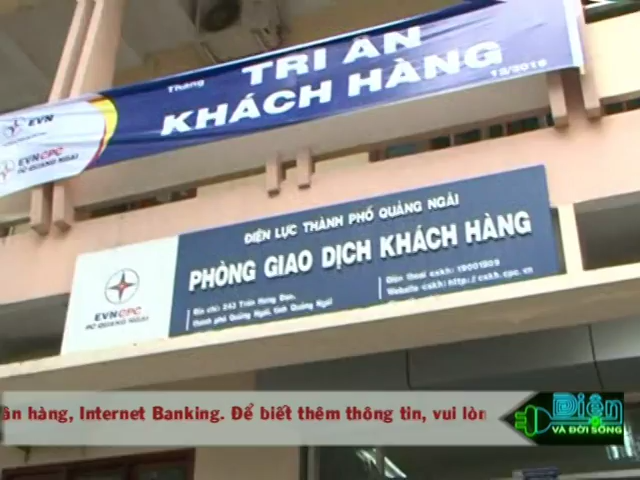 Tháng
TRI ÂN
KHÁCH HÀNG
12/2016
EVN
EVNCPC
PC QUẢNG NGÃI
ĐIỆN LỰC THÀNH PHỐ QUẢNG NGÃI
PHÒNG GIAO DỊCH KHÁCH HÀNG
Địa chỉ: 243 Trần Hưng Đạo,
thành phố Quảng Ngãi, tỉnh Quảng Ngãi
Điện thoại cskh: 19001909
Website cskh: http://cskh.cpc.vn
EVNCPC
PC QUANG NGAI
ân hàng, Internet Banking. Để biết thêm thông tin, vui lòn
Điện
VÀ ĐỜI SỐNG